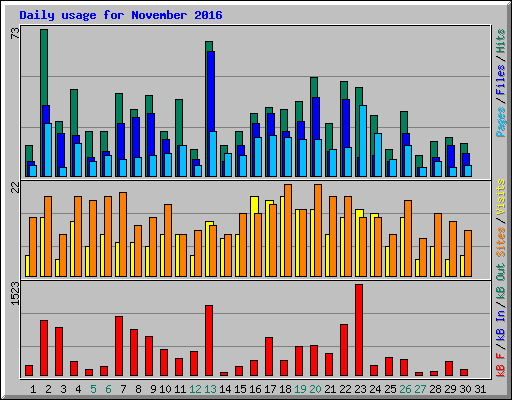 Daily usage for November 2016
73
22
1523
Pages / Files / Hits
Sites / Visits
kB F / kB In / kB Out
1 2 3 4 5 6 7 8 9 10 11 12 13 14 15 16 17 18 19 20 21 22 23 24 25 26 27 28 29 30 31